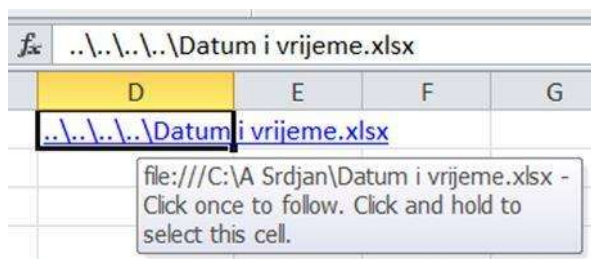 fx ..\..\..\..\Datum i vrijeme.xlsx
D E F G
..\..\..\..\Datum i vrijeme.xlsx
file:///C:\A Srdjan\Datum i vrijeme.xlsx -
Click once to follow. Click and hold to
select this cell.